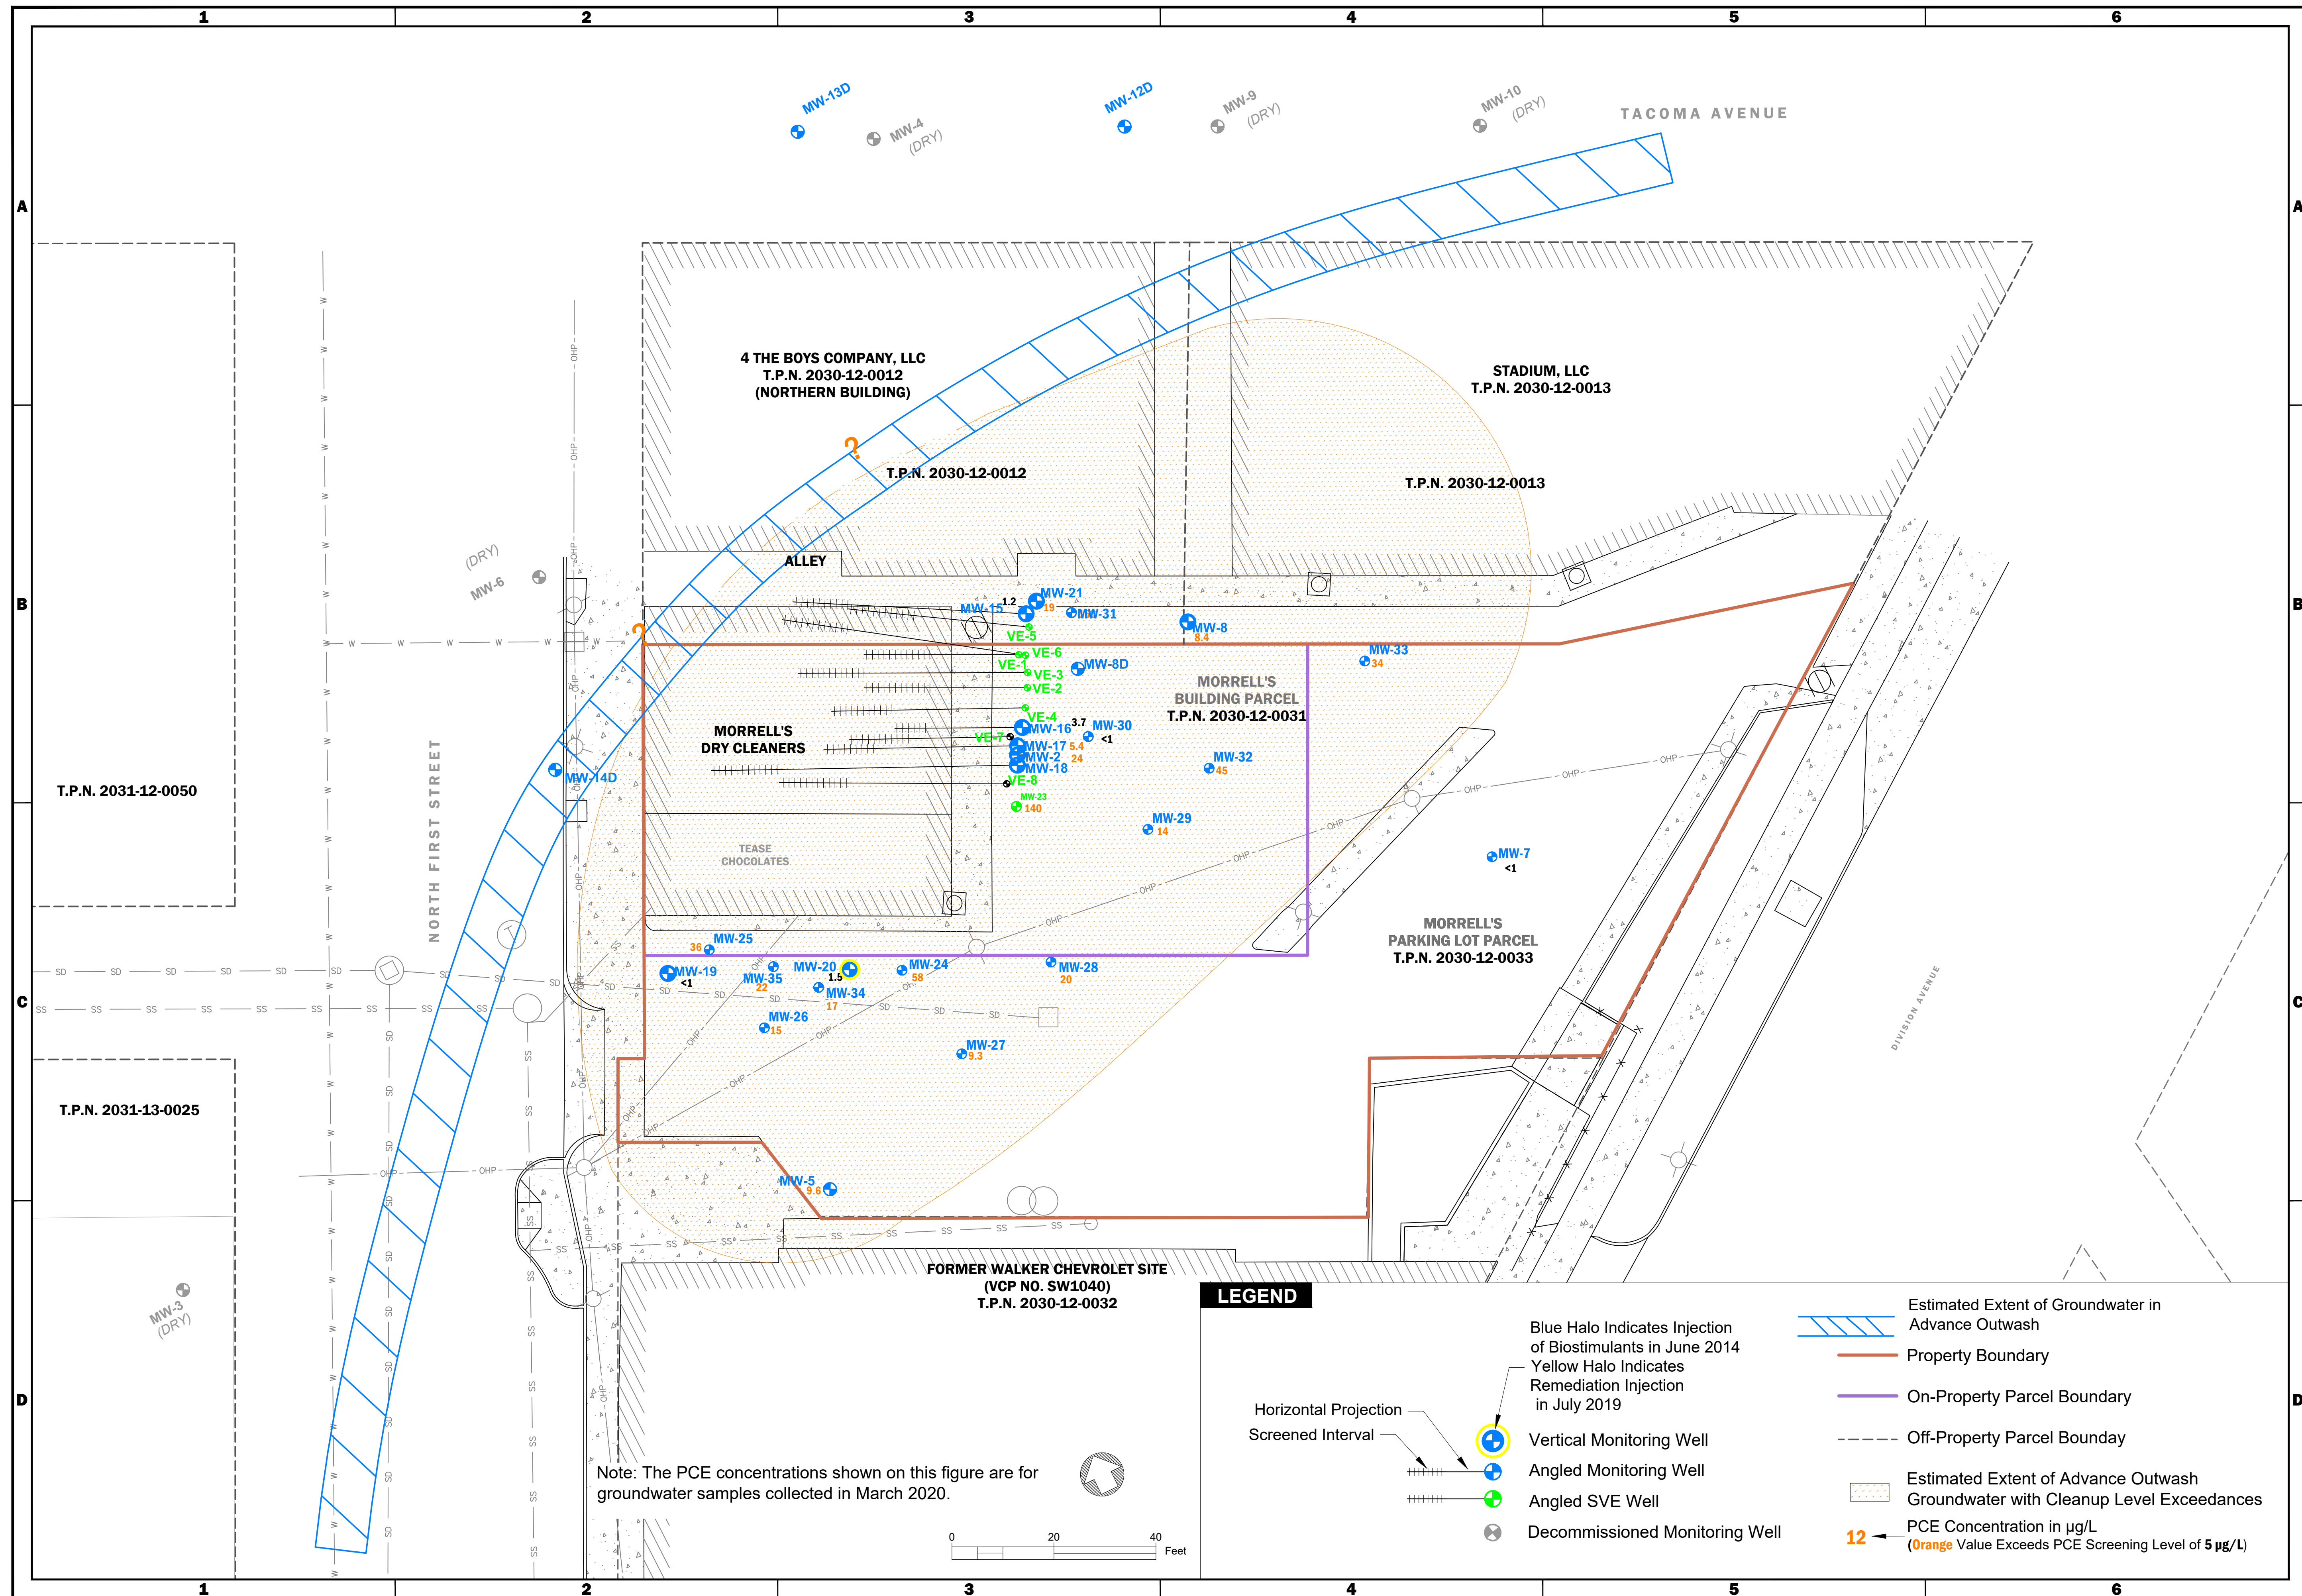 1
2
3
4
5
6
A
A
B
B
C
C
D
D
1
2
3
4
5
6
MW-13D
MW-4
(DRY)
MW-12D
MW-9
(DRY)
MW-10
(DRY)
TACOMA AVENUE
4 THE BOYS COMPANY, LLC
T.P.N. 2030-12-0012
(NORTHERN BUILDING)
STADIUM, LLC
T.P.N. 2030-12-0013
?
T.P.N. 2030-12-0012
T.P.N. 2030-12-0013
(DRY)
MW-6
ALLEY
?
MW-21
19
MW-15
1.2
MW-31
MW-8
8.4
VE-5
VE-6
VE-1
VE-3
VE-2
VE-4
MW-8D
MW-33
34
MORRELL'S
BUILDING PARCEL
T.P.N. 2030-12-0031
MORRELL'S
DRY CLEANERS
MW-16
3.7
MW-30
<1
VE-7
MW-17
5.4
MW-2
24
MW-18
VE-8
MW-32
45
MW-23
140
MW-14D
T.P.N. 2031-12-0050
NORTH FIRST STREET
TEASE
CHOCOLATES
MW-29
14
MW-7
<1
MORRELL'S
PARKING LOT PARCEL
T.P.N. 2030-12-0033
DIVISION AVENUE
MW-25
36
MW-19
<1
MW-35
22
MW-20
1.5
MW-24
58
MW-28
20
MW-34
17
MW-26
15
MW-27
9.3
T.P.N. 2031-13-0025
MW-5
9.6
MW-3
(DRY)
W
OHP
SD
SS
T
FORMER WALKER CHEVROLET SITE
(VCP NO. SW1040)
T.P.N. 2030-12-0032
Note: The PCE concentrations shown on this figure are for
groundwater samples collected in March 2020.
0
20
40
Feet
LEGEND
Blue Halo Indicates Injection
of Biostimulants in June 2014
Yellow Halo Indicates
Remediation Injection
in July 2019
Horizontal Projection
Screened Interval
Vertical Monitoring Well
Angled Monitoring Well
Angled SVE Well
Decommissioned Monitoring Well
Estimated Extent of Groundwater in
Advance Outwash
Property Boundary
On-Property Parcel Boundary
Off-Property Parcel Bounday
Estimated Extent of Advance Outwash
Groundwater with Cleanup Level Exceedances
12
PCE Concentration in µg/L
(Orange Value Exceeds PCE Screening Level of 5 µg/L)